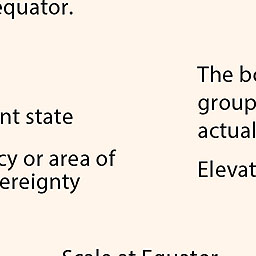 equator.
The bo
group
nt state
actual
cy or area of
Elevat
ereignty
Scale at Equator